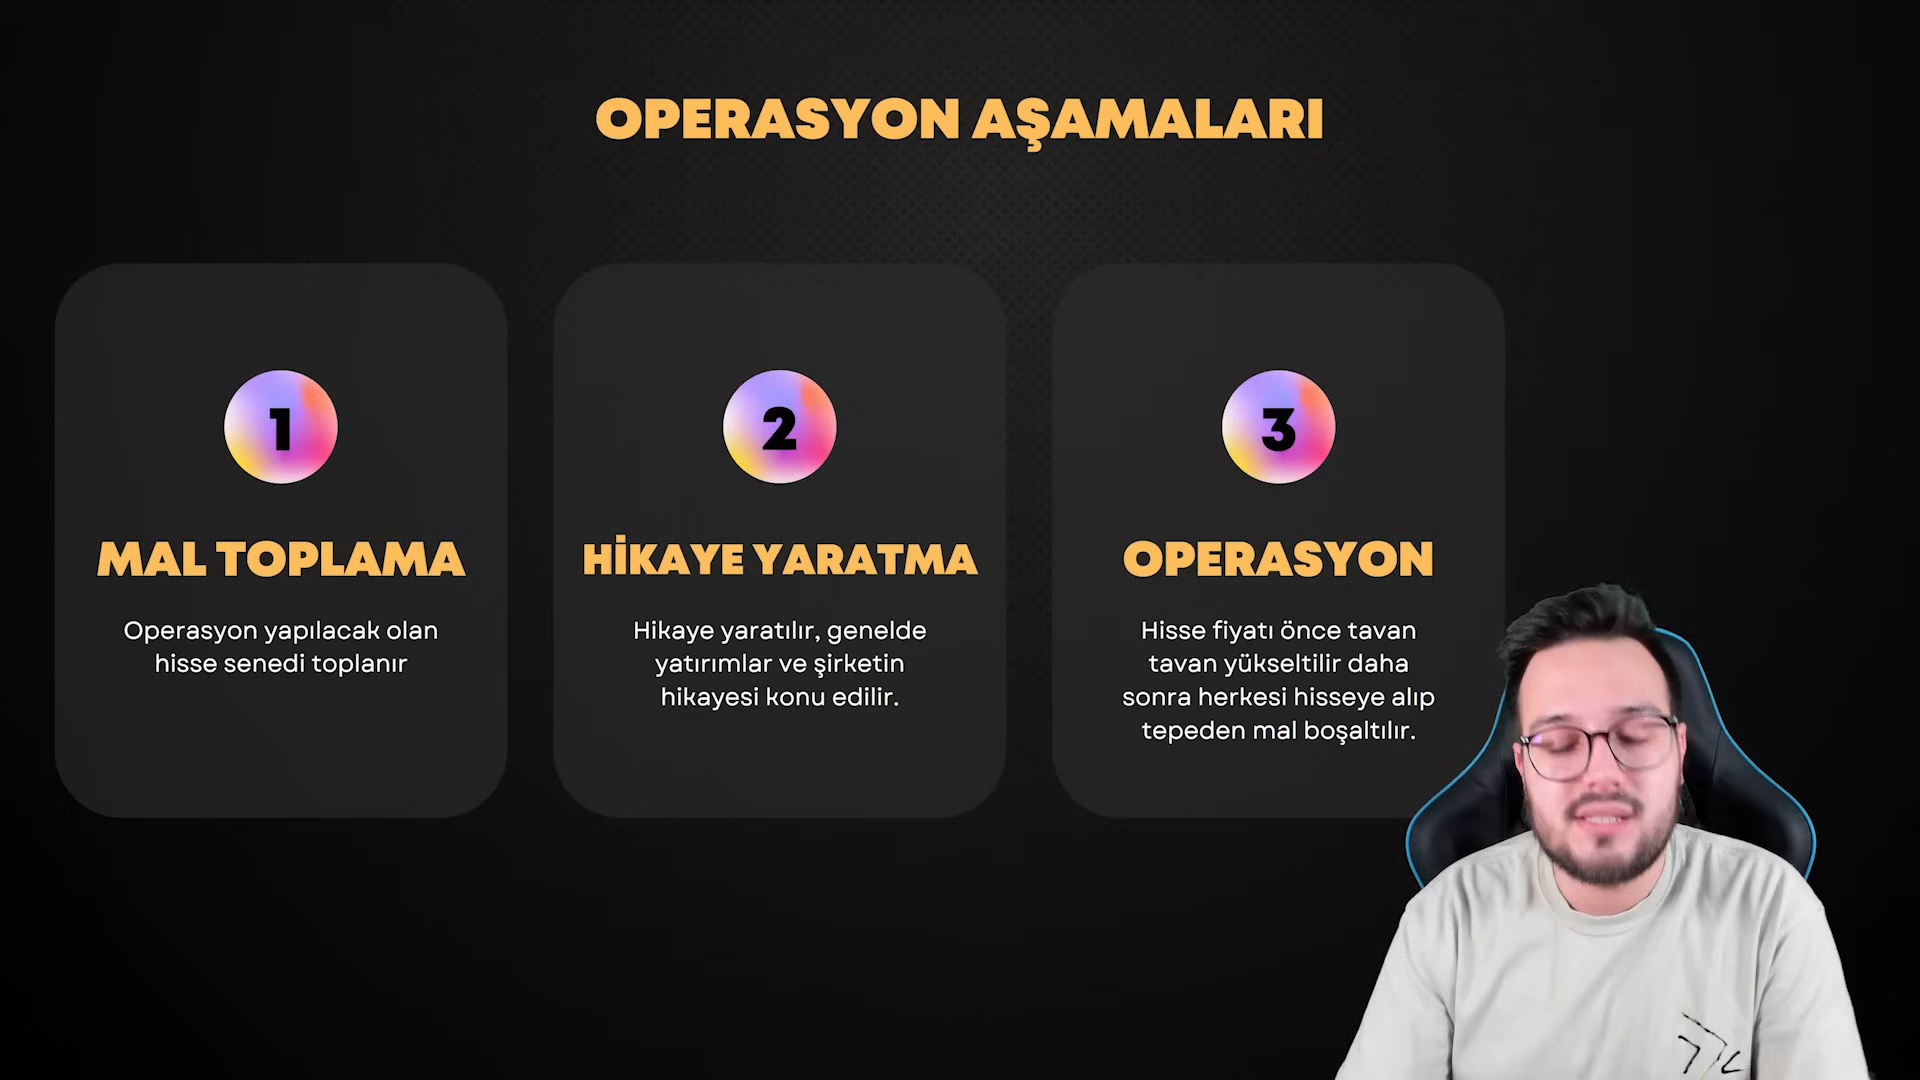 OPERASYON AŞAMALARI
1
MAL TOPLAMA
Operasyon yapılacak olan
hisse senedi toplanır
2
HİKAYE YARATMA
Hikaye yaratılır, genelde
yatırımlar ve şirketin
hikayesi konu edilir.
3
OPERASYON
Hisse fiyatı önce tavan
tavan yükseltilir daha
sonra herkesi hisseye alıp
tepeden mal boşaltılır.